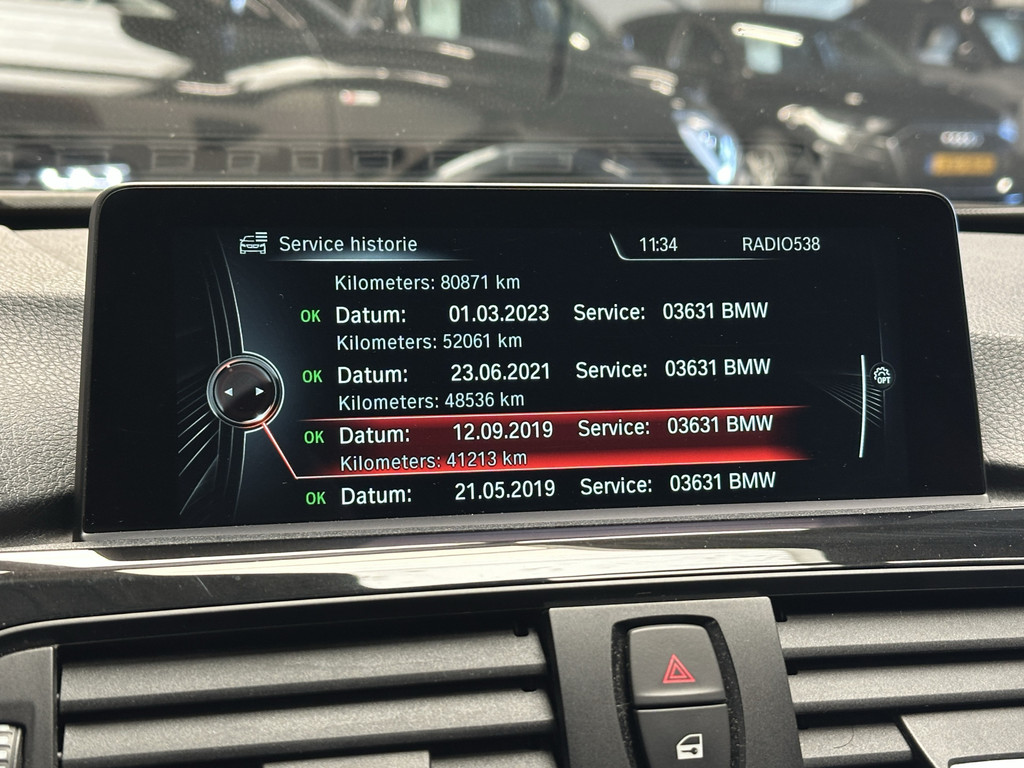 Service historie 11:34 RADIO538
Kilometers: 80871 km
OK Datum: 01.03.2023 Service: 03631 BMW
Kilometers: 52061 km
OK Datum: 23.06.2021 Service: 03631 BMW
Kilometers: 48536 km
OPT
OK Datum: 12.09.2019 Service: 03631 BMW
Kilometers: 41213 km
OK Datum: 21.05.2019 Service: 03631 BMW